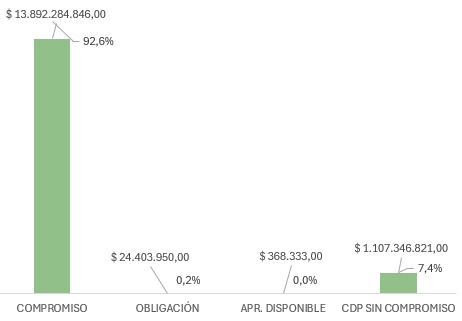 $ 13.892.284.846,00
92,6%
$ 24.403.950,00
0,2%
$ 368.333,00
0,0%
$ 1.107.346.821,00
7,4%
COMPROMISO
OBLIGACIÓN
APR. DISPONIBLE
CDP SIN COMPROMISO